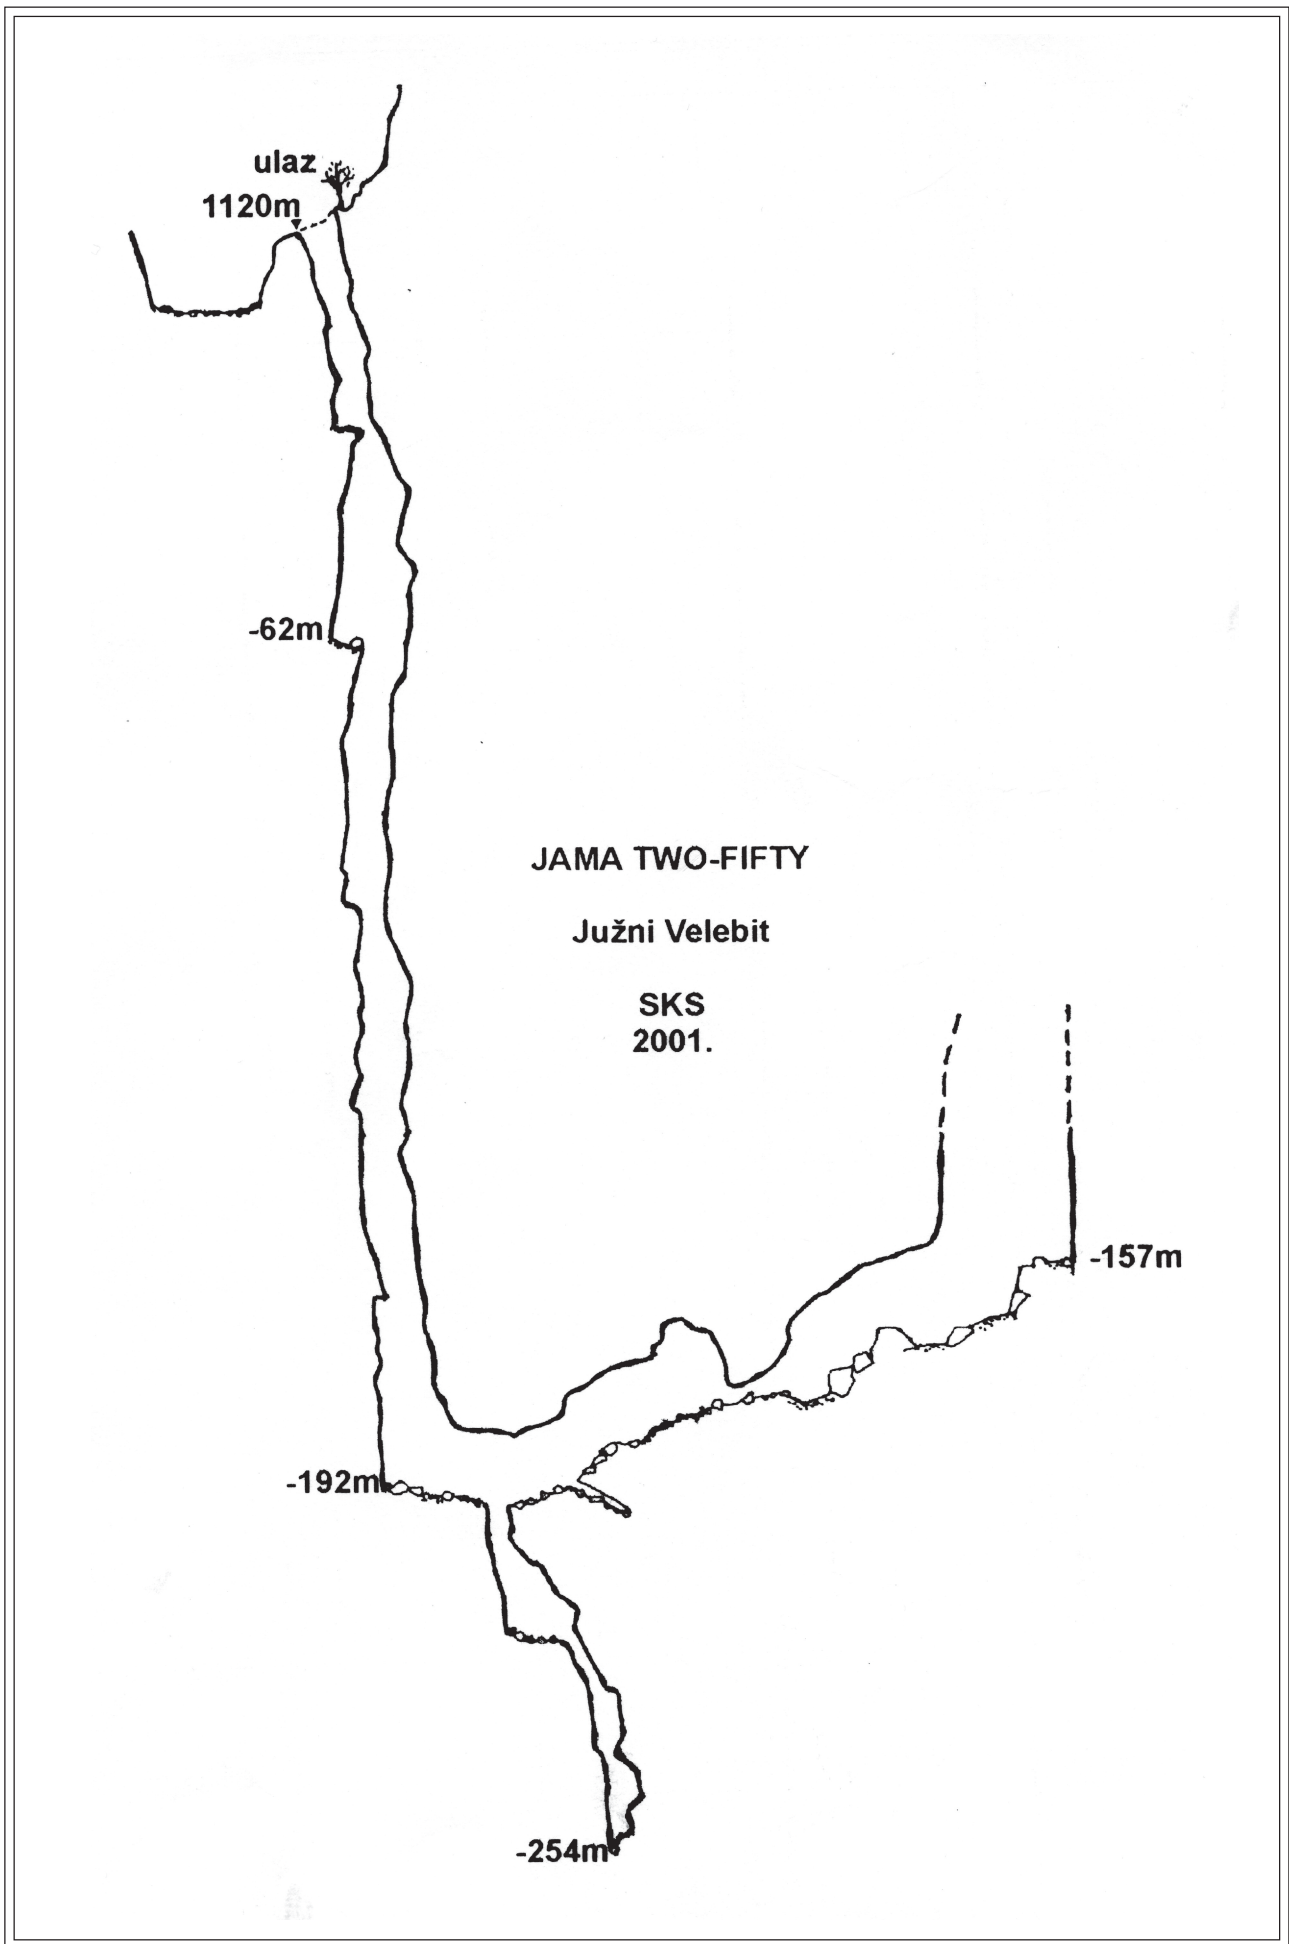 ulaz
1120m
-62m
JAMA TWO-FIFTY
Južni Velebit
SKS
2001.
-157m
-192m
-254m